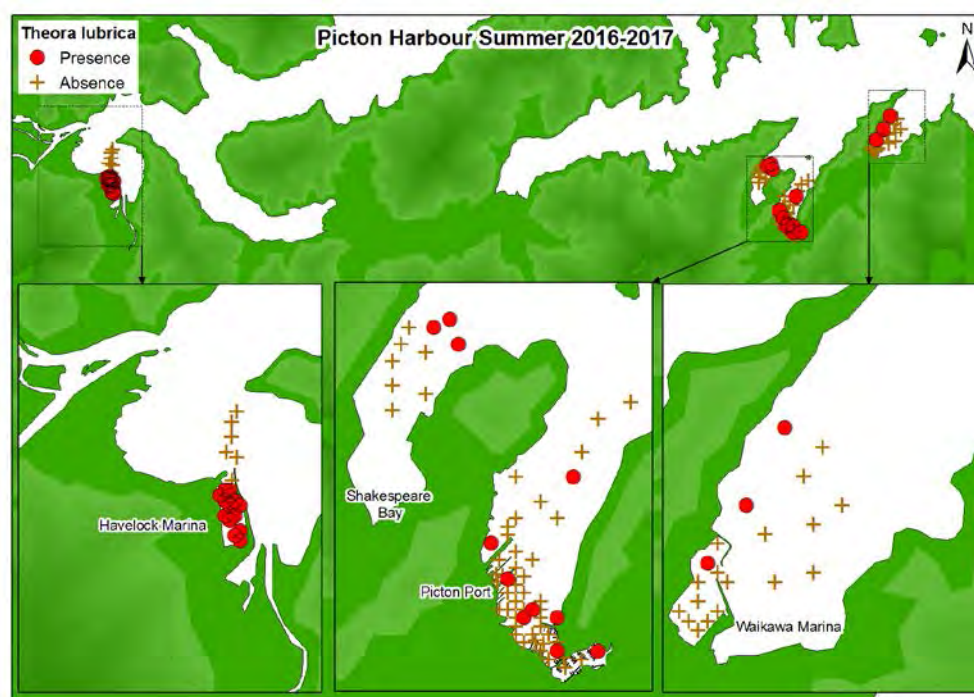 Theora lubrica
Presence
Absence
Picton Harbour Summer 2016-2017
N
Havelock Marina
Shakespeare
Bay
Picton Port
Waikawa Marina